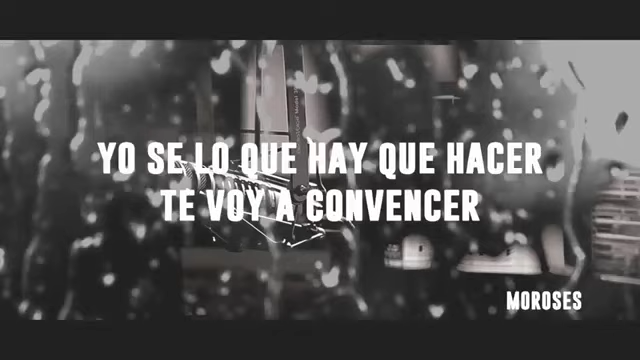 YO SE LO QUE HAY QUE HACER
TE VOY A CONVENCER
MOROSES